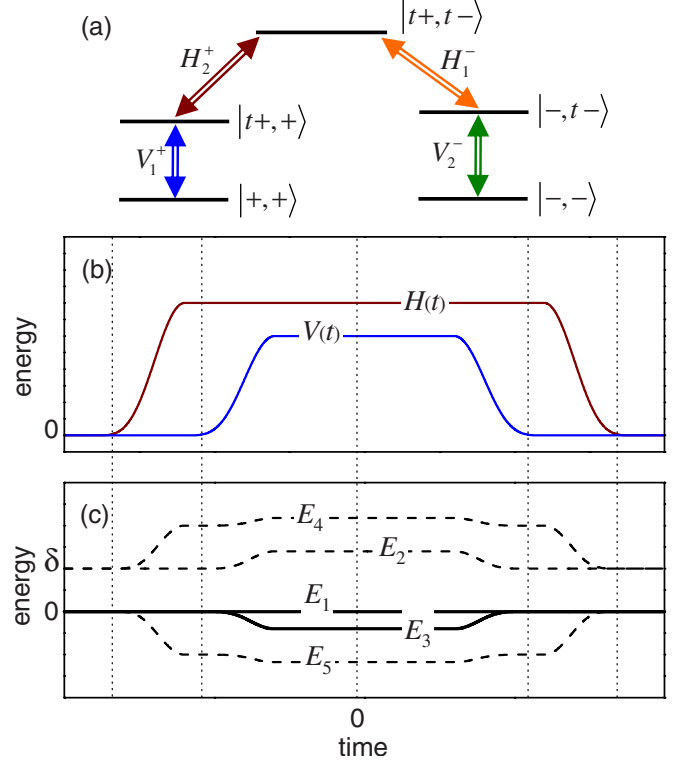 (a)
|t+,t−⟩
H₂⁺
H₁⁻
|t+,+⟩
|−,t−⟩
V₁⁺
V₂⁻
|+,+⟩
|−,−⟩
(b)
H(t)
V(t)
energy
0
(c)
E₄
δ
E₂
energy
E₁
0
E₃
E₅
0
time